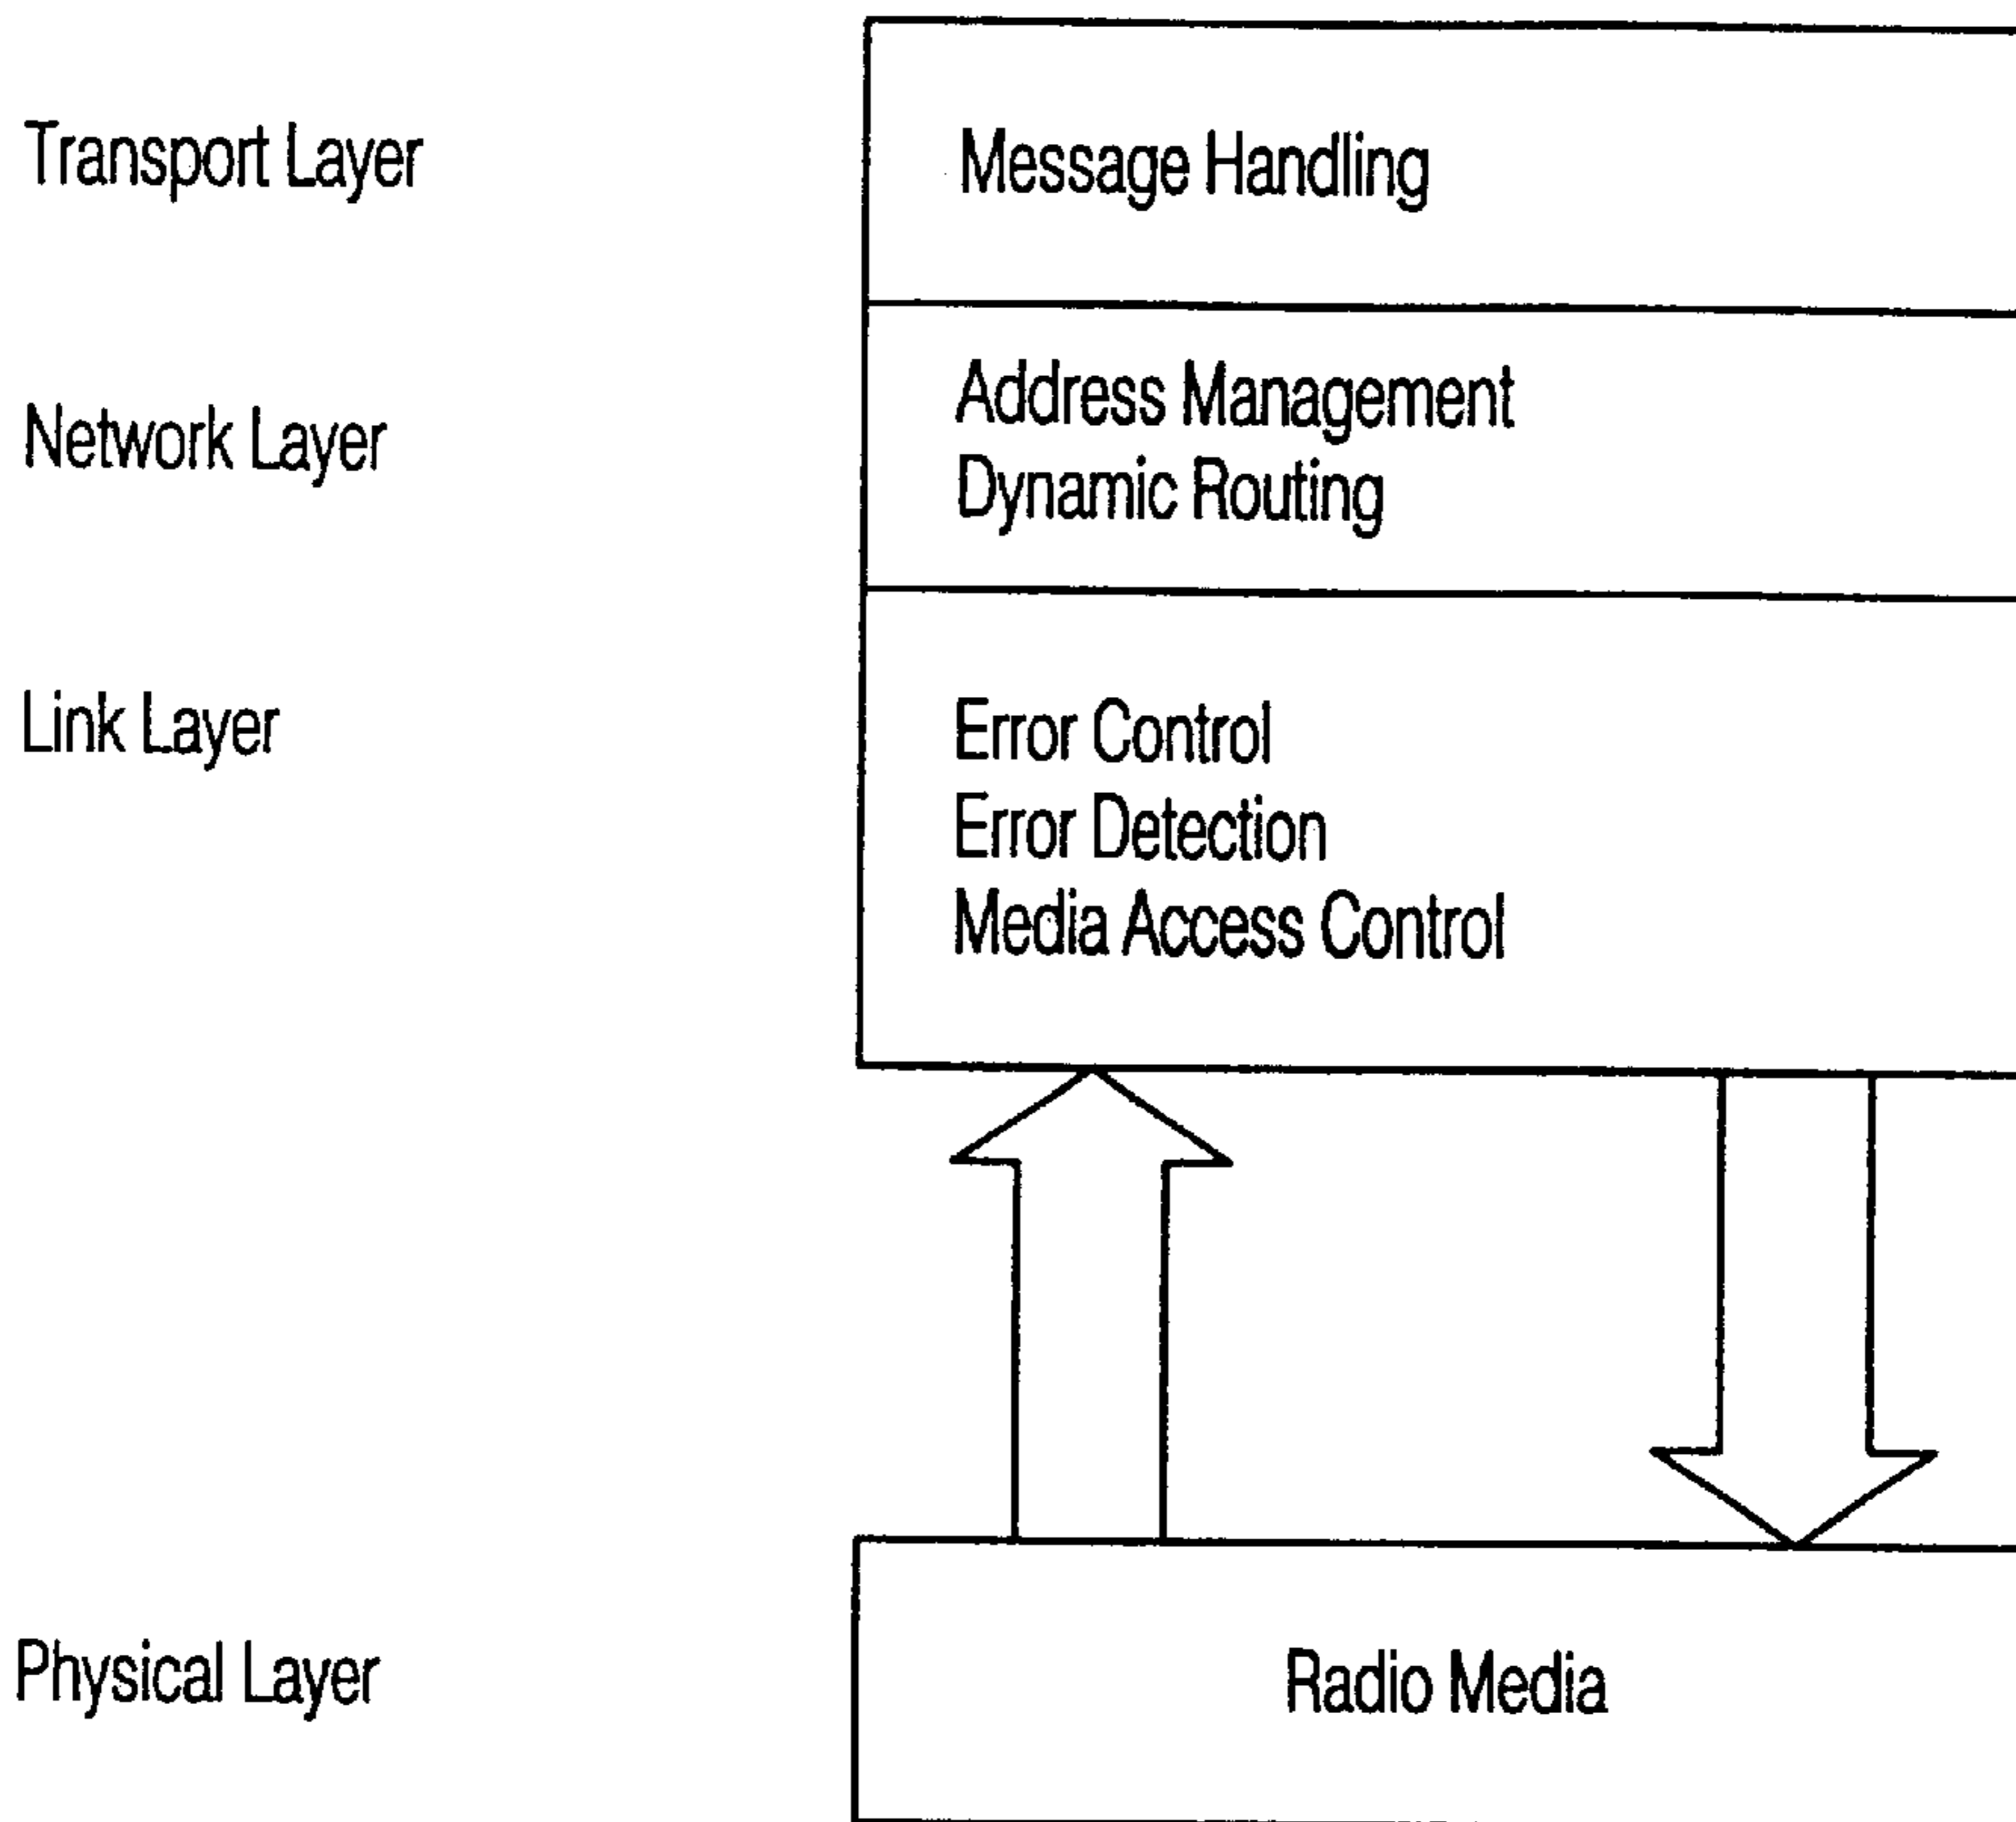 Transport Layer
Message Handling
Network Layer
Address Management
Dynamic Routing
Link Layer
Error Control
Error Detection
Media Access Control
Physical Layer
Radio Media